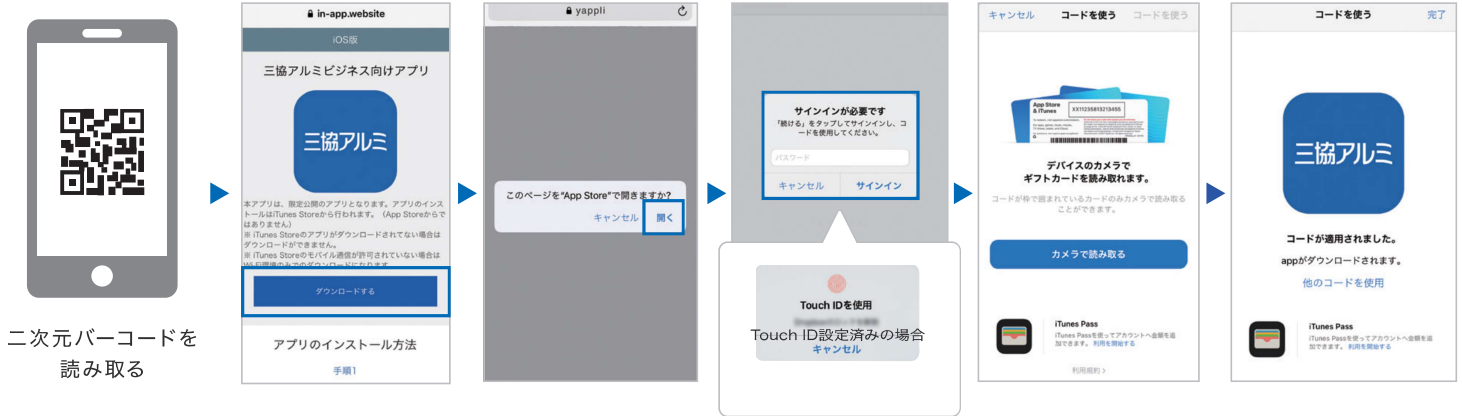 二次元バーコードを
読み取る
in-app.website
iOS版
三協アルミビジネス向けアプリ
三協アルミ
本アプリは、限定公開のアプリとなります。アプリのインス
トールはiTunes Storeから行われます。（App Storeからで
はありません）
※ iTunes Storeのアプリがダウンロードされてない場合は
ダウンロードができません。
※ iTunes Storeのモバイル通信が許可されていない場合は
Wi-Fi環境のみでのダウンロードになります
ダウンロードする
アプリのインストール方法
手順1
yappli
このページを"App Store"で開きますか?
キャンセル 開く
サインインが必要です
「続ける」をタップしてサインインし、コ
ードを使用してください。
パスワード
キャンセル サインイン
Touch IDを使用
Touch ID設定済みの場合
キャンセル
キャンセル コードを使う コードを使う
App Store
& iTunes
XX11235813213455
デバイスのカメラで
ギフトカードを読み取れます。
コードが枠で囲まれているカードのみカメラで読み取る
ことができます。
カメラで読み取る
iTunes Pass
iTunes Passを使ってアカウントへ金額を追
加できます。 利用を開始する
利用規約 >
コードを使う 完了
三協アルミ
コードが適用されました。
appがダウンロードされます。
他のコードを使用
iTunes Pass
iTunes Passを使ってアカウントへ金額を追
加できます。 利用を開始する